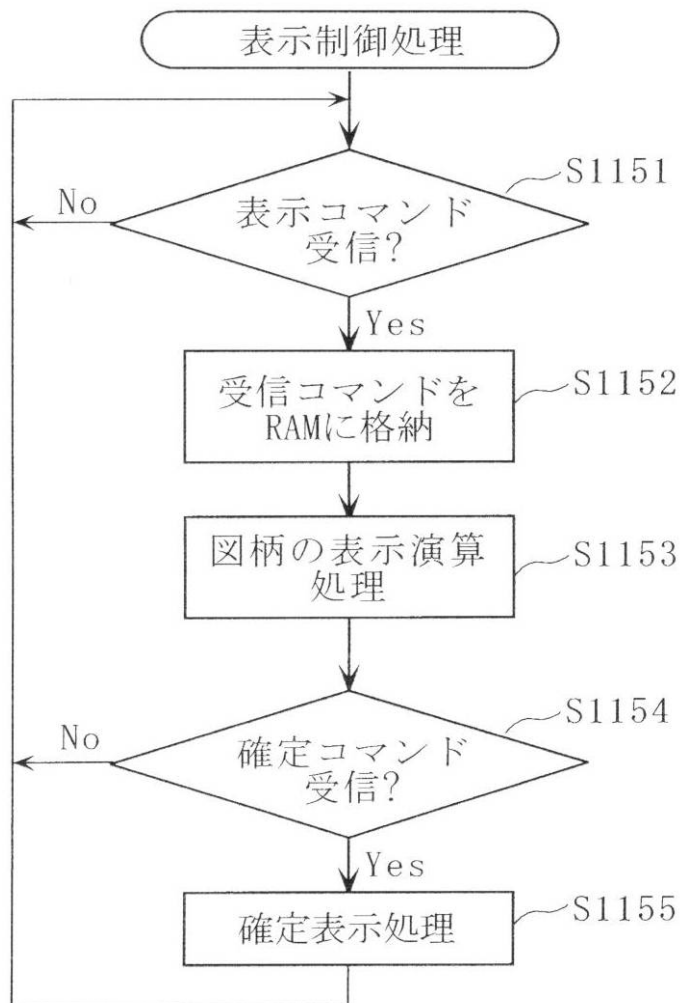 表示制御処理
S1151
No
表示コマンド
受信?
Yes
受信コマンドを
RAMに格納
S1152
図柄の表示演算
処理
S1153
S1154
No
確定コマンド
受信?
Yes
確定表示処理
S1155